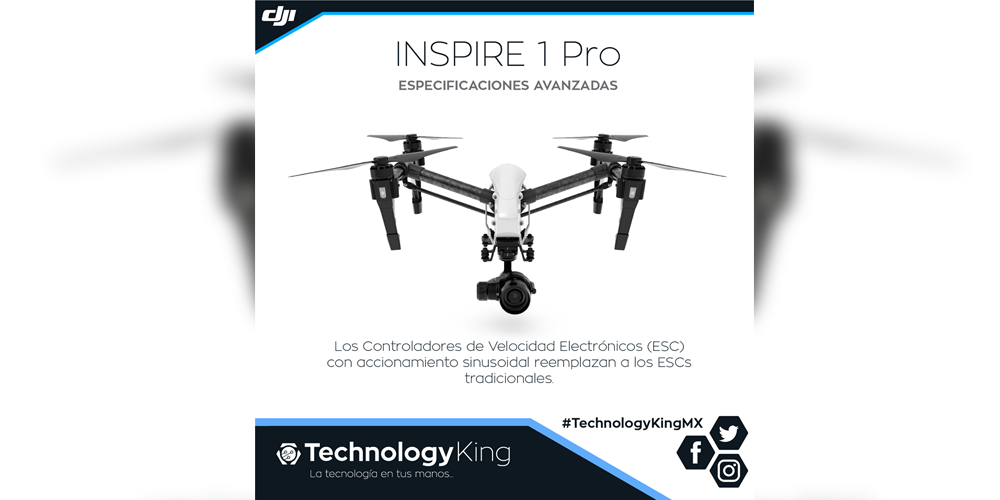 dji
INSPIRE 1 Pro
ESPECIFICACIONES AVANZADAS
Los Controladores de Velocidad Electrónicos (ESC)
con accionamiento sinusoidal reemplazan a los ESCs
tradicionales.
#TechnologyKingMX
TechnologyKing
La tecnología en tus manos...